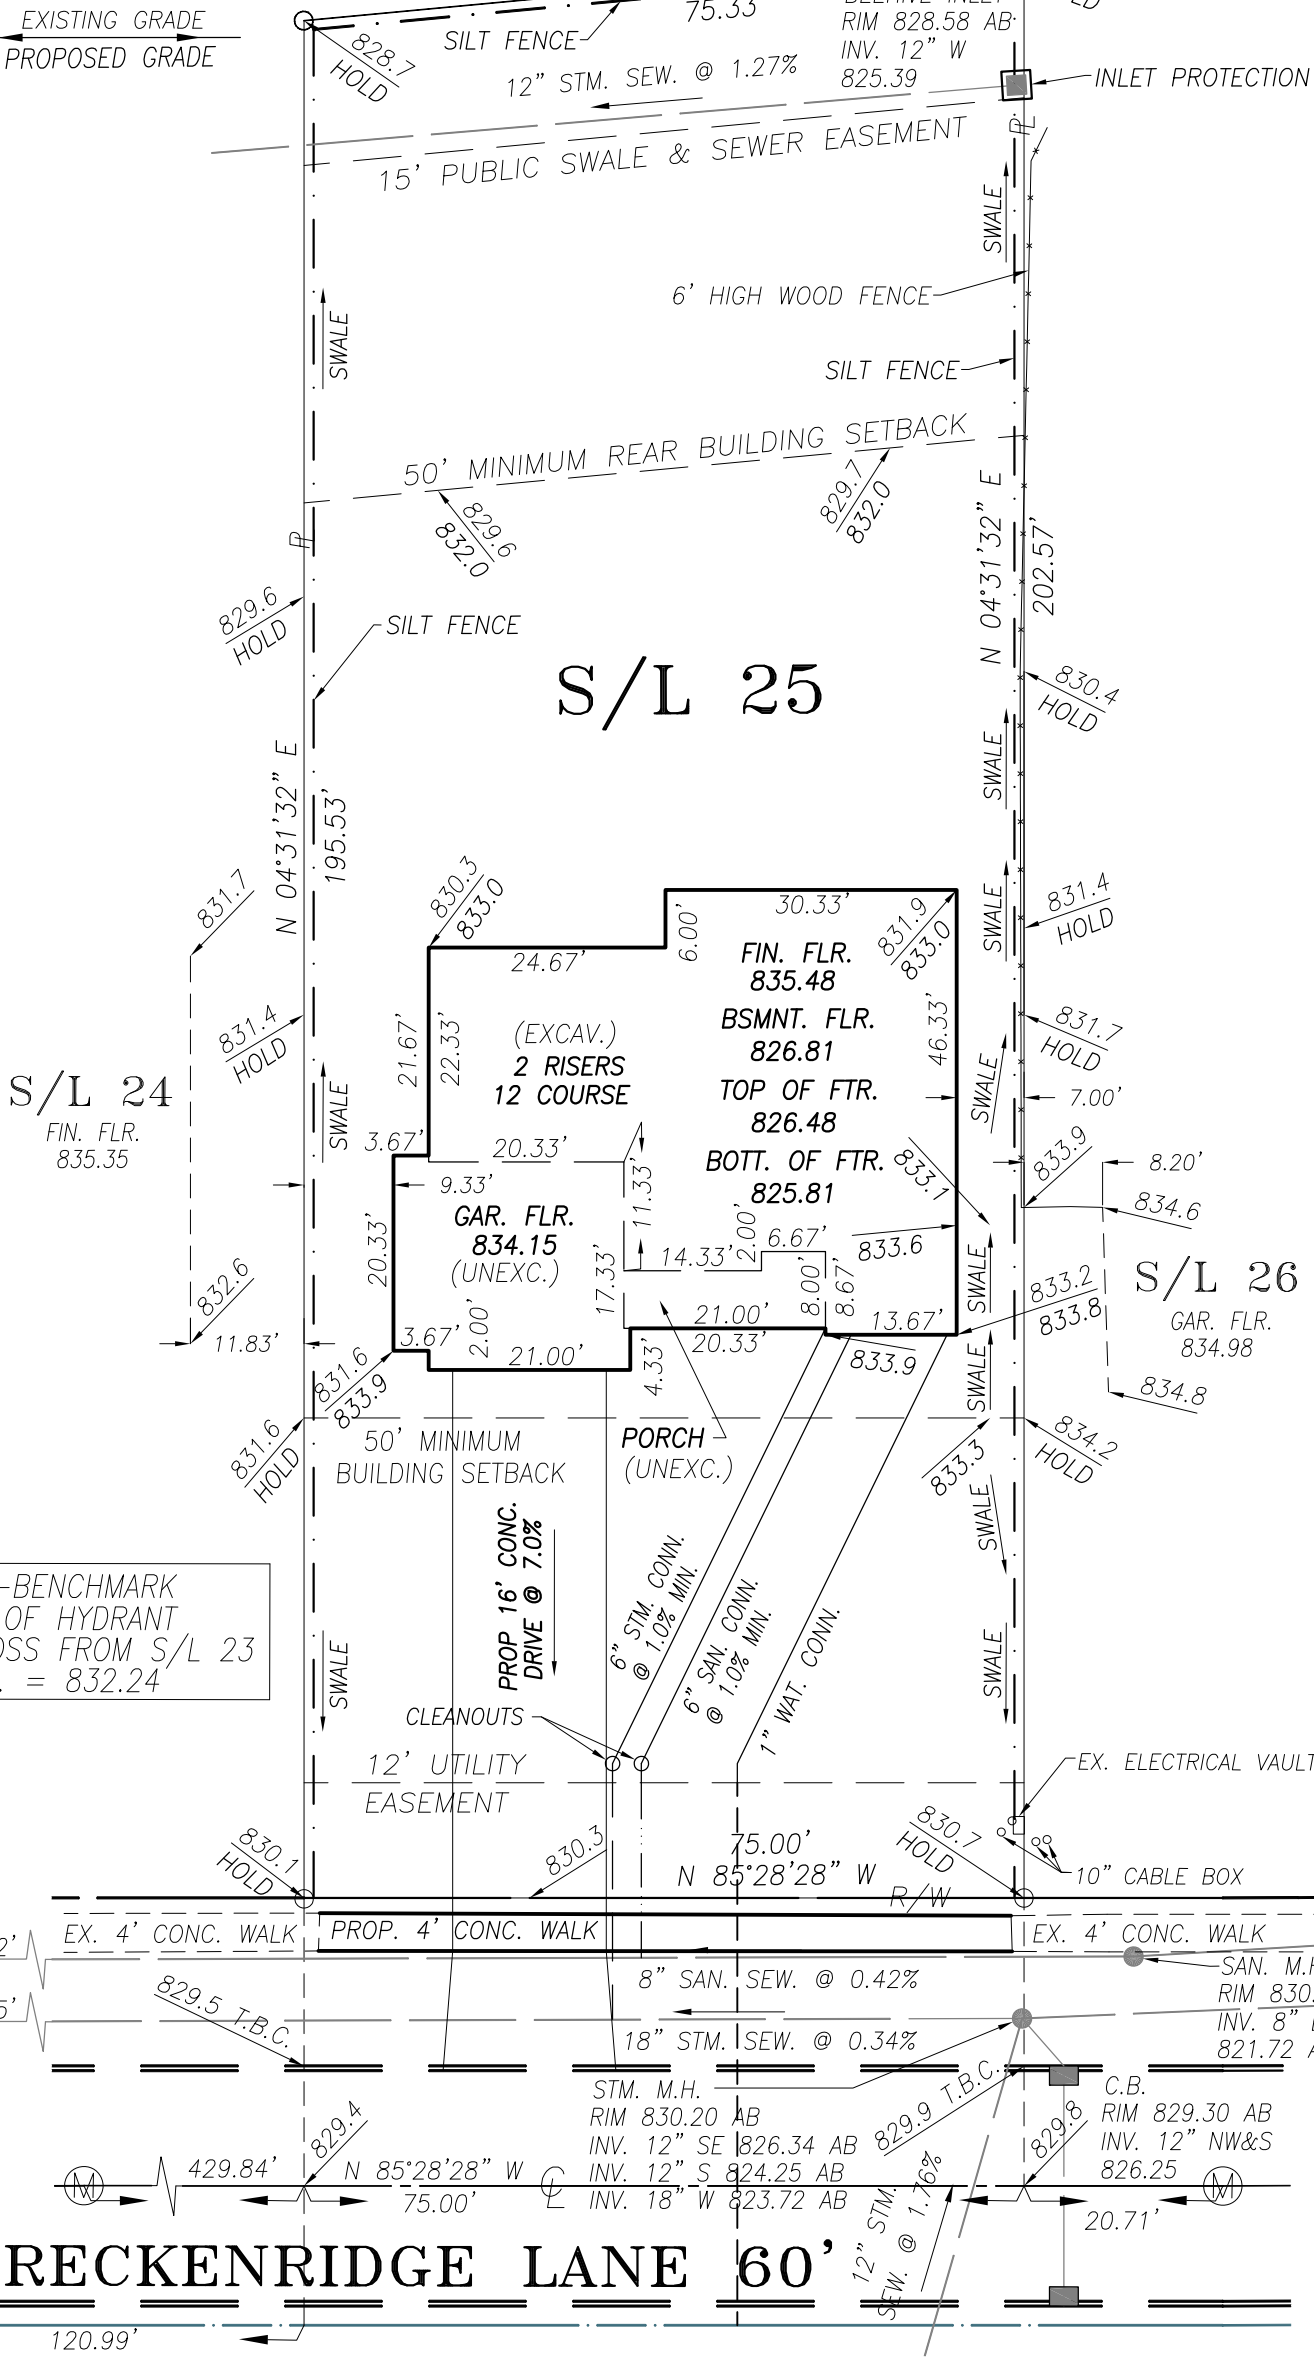 EXISTING GRADE
PROPOSED GRADE
828.7
HOLD
SILT FENCE
75.33
RIM 828.58 AB
INV. 12" W
825.39
INLET PROTECTION
12" STM. SEW. @ 1.27%
15' PUBLIC SWALE & SEWER EASEMENT
PL
SWALE
6' HIGH WOOD FENCE
SWALE
SILT FENCE
50' MINIMUM REAR BUILDING SETBACK
829.6
832.0
829.7
832.0
N 04°31'32" E
202.57'
PL
829.6
HOLD
SILT FENCE
S/L 25
830.4
HOLD
SWALE
N 04°31'32" E
195.53'
831.7
830.3
833.0
30.33'
6.00'
831.9
833.0
SWALE
831.4
HOLD
24.67'
FIN. FLR.
835.48
BSMNT. FLR.
826.81
TOP OF FTR.
826.48
BOTT. OF FTR.
825.81
46.33'
21.67'
22.33'
(EXCAV.)
2 RISERS
12 COURSE
831.4
HOLD
831.7
HOLD
S/L 24
FIN. FLR.
835.35
SWALE
SWALE
7.00'
3.67'
20.33'
9.33'
11.33'
833.1
833.9
8.20'
834.6
GAR. FLR.
834.15
(UNEXC.)
20.33'
17.33'
14.33'
2.00'
6.67'
8.00'
8.67'
833.6
SWALE
S/L 26
GAR. FLR.
834.98
833.2
833.8
832.6
11.83'
3.67'
2.00'
21.00'
21.00'
20.33'
4.33'
13.67'
833.9
SWALE
834.8
831.6
833.9
831.6
HOLD
50' MINIMUM
BUILDING SETBACK
PORCH
(UNEXC.)
833.3
834.2
HOLD
SWALE
PROP 16' CONC.
DRIVE @ 7.0%
6" STM. CONN.
@ 1.0% MIN.
6" SAN. CONN.
@ 1.0% MIN.
1" WAT. CONN.
-BENCHMARK
OF HYDRANT
OSS FROM S/L 23
. = 832.24
SWALE
SWALE
CLEANOUTS
12' UTILITY
EASEMENT
EX. ELECTRICAL VAULT
830.1
HOLD
830.3
75.00'
N 85°28'28" W
830.7
HOLD
10" CABLE BOX
R/W
EX. 4' CONC. WALK
PROP. 4' CONC. WALK
EX. 4' CONC. WALK
2'
8" SAN. SEW. @ 0.42%
SAN. M.H
RIM 830.
INV. 8"
821.72
5'
829.5 T.B.C.
18" STM. SEW. @ 0.34%
STM. M.H.
RIM 830.20 AB
INV. 12" SE 826.34 AB
INV. 12" S 824.25 AB
INV. 18" W 823.72 AB
829.9 T.B.C.
C.B.
RIM 829.30 AB
INV. 12" NW&S
826.25
829.4
829.8
M
429.84'
N 85°28'28" W
75.00'
CL
12" STM.
SEW. @ 1.76%
20.71'
M
RECKENRIDGE LANE 60'
120.99'